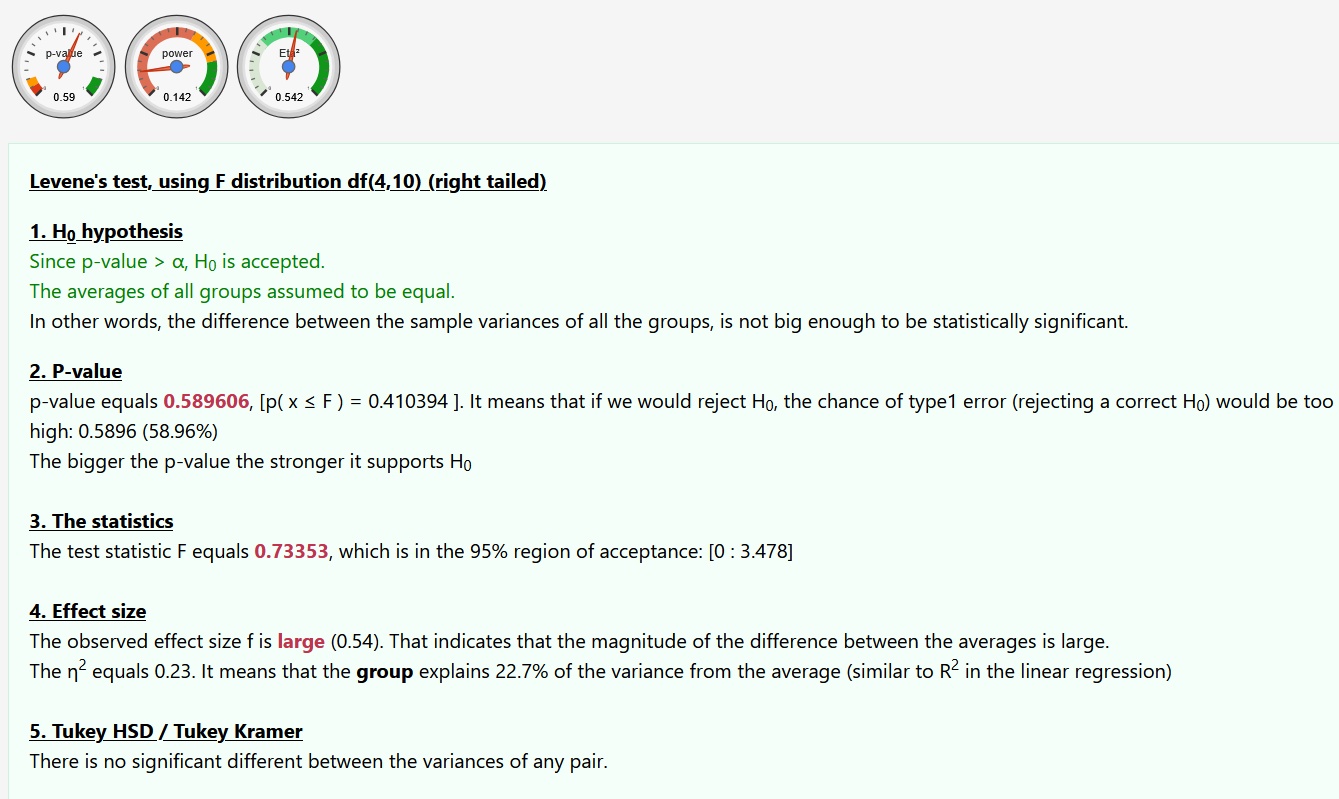 p-value
0.59
power
0.142
Eta²
0.542
Levene's test, using F distribution df(4,10) (right tailed)
1. H₀ hypothesis
Since p-value > α, H₀ is accepted.
The averages of all groups assumed to be equal.
In other words, the difference between the sample variances of all the groups, is not big enough to be statistically significant.
2. P-value
p-value equals 0.589606, [p( x ≤ F ) = 0.410394 ]. It means that if we would reject H₀, the chance of type1 error (rejecting a correct H₀) would be too
high: 0.5896 (58.96%)
The bigger the p-value the stronger it supports H₀
3. The statistics
The test statistic F equals 0.73353, which is in the 95% region of acceptance: [0 : 3.478]
4. Effect size
The observed effect size f is large (0.54). That indicates that the magnitude of the difference between the averages is large.
The η² equals 0.23. It means that the group explains 22.7% of the variance from the average (similar to R² in the linear regression)
5. Tukey HSD / Tukey Kramer
There is no significant different between the variances of any pair.